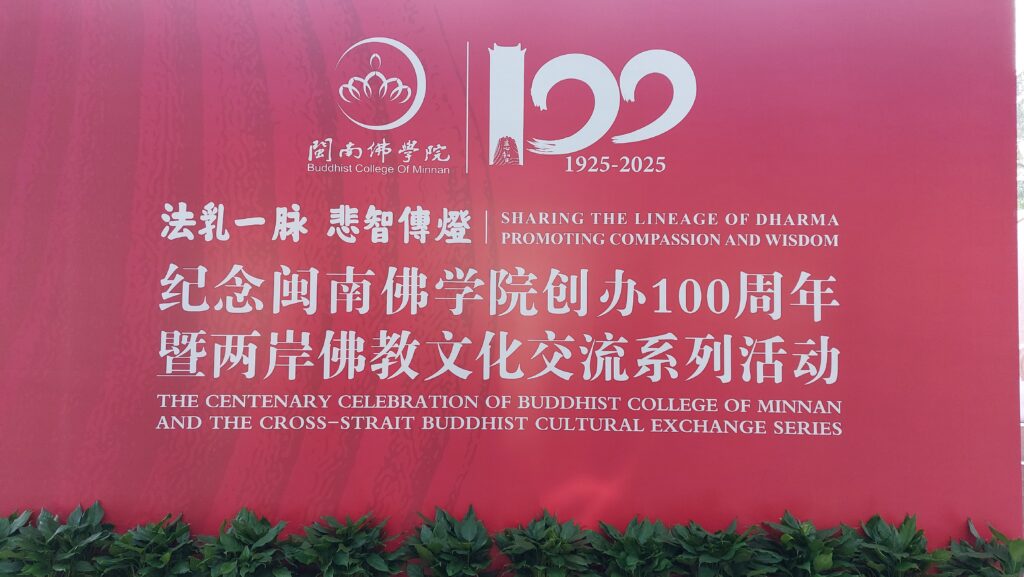 閩南佛學院
Buddhist College Of Minnan
100
1925-2025
法乳一脉 悲智傳燈
SHARING THE LINEAGE OF DHARMA
PROMOTING COMPASSION AND WISDOM
纪念闽南佛学院创办100周年
暨两岸佛教文化交流系列活动
THE CENTENARY CELEBRATION OF BUDDHIST COLLEGE OF MINNAN
AND THE CROSS-STRAIT BUDDHIST CULTURAL EXCHANGE SERIES